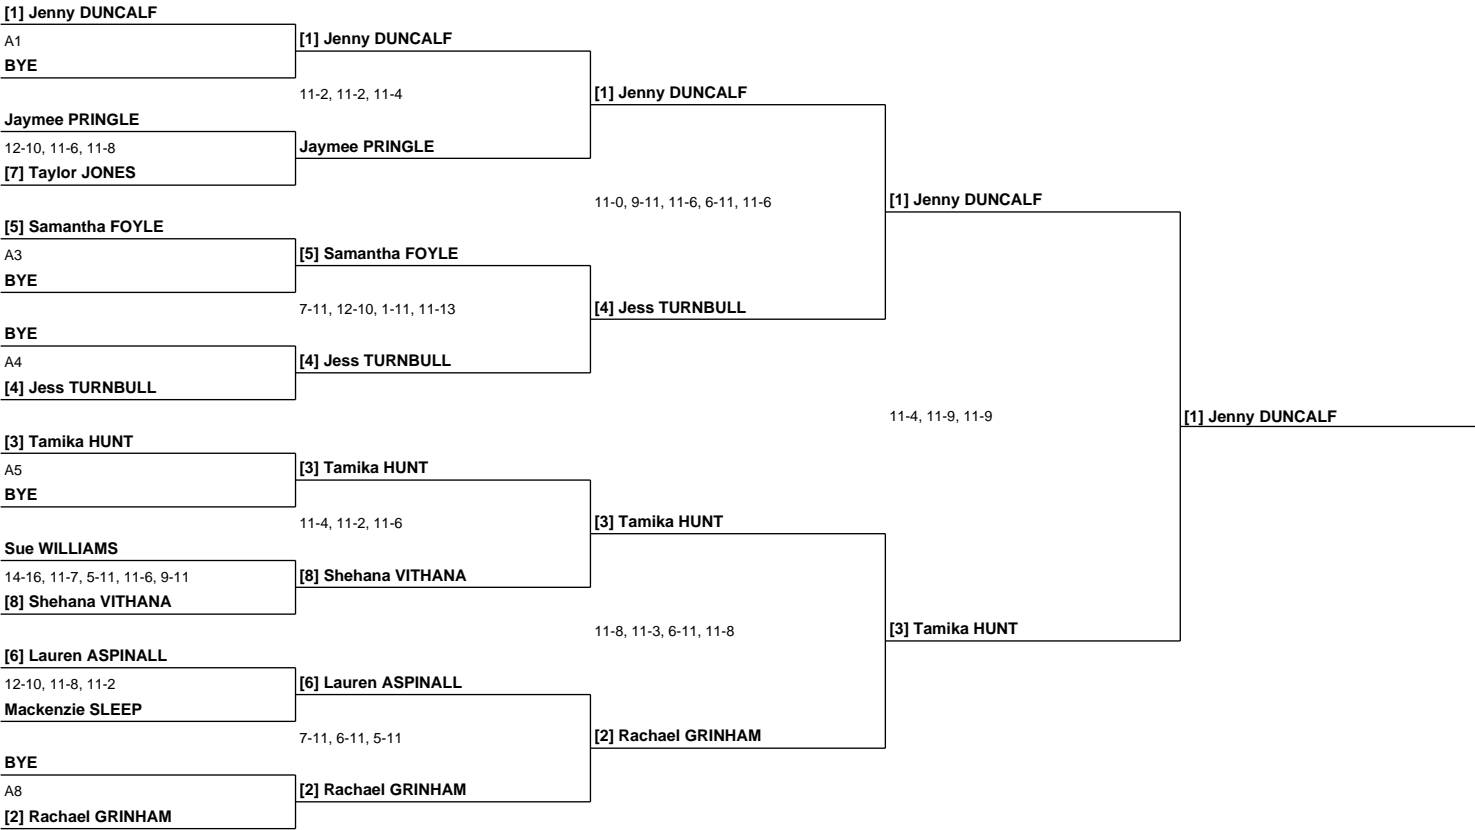 [1] Jenny DUNCALF
A1
BYE
Jaymee PRINGLE
12-10, 11-6, 11-8
[7] Taylor JONES
[5] Samantha FOYLE
A3
BYE
BYE
A4
[4] Jess TURNBULL
[3] Tamika HUNT
A5
BYE
Sue WILLIAMS
14-16, 11-7, 5-11, 11-6, 9-11
[8] Shehana VITHANA
[6] Lauren ASPINALL
12-10, 11-8, 11-2
Mackenzie SLEEP
BYE
A8
[2] Rachael GRINHAM
[1] Jenny DUNCALF
11-2, 11-2, 11-4
Jaymee PRINGLE
[5] Samantha FOYLE
7-11, 12-10, 1-11, 11-13
[4] Jess TURNBULL
[3] Tamika HUNT
11-4, 11-2, 11-6
[8] Shehana VITHANA
[6] Lauren ASPINALL
7-11, 6-11, 5-11
[2] Rachael GRINHAM
[1] Jenny DUNCALF
11-0, 9-11, 11-6, 6-11, 11-6
[4] Jess TURNBULL
[3] Tamika HUNT
11-8, 11-3, 6-11, 11-8
[2] Rachael GRINHAM
[1] Jenny DUNCALF
11-4, 11-9, 11-9
[3] Tamika HUNT
[1] Jenny DUNCALF